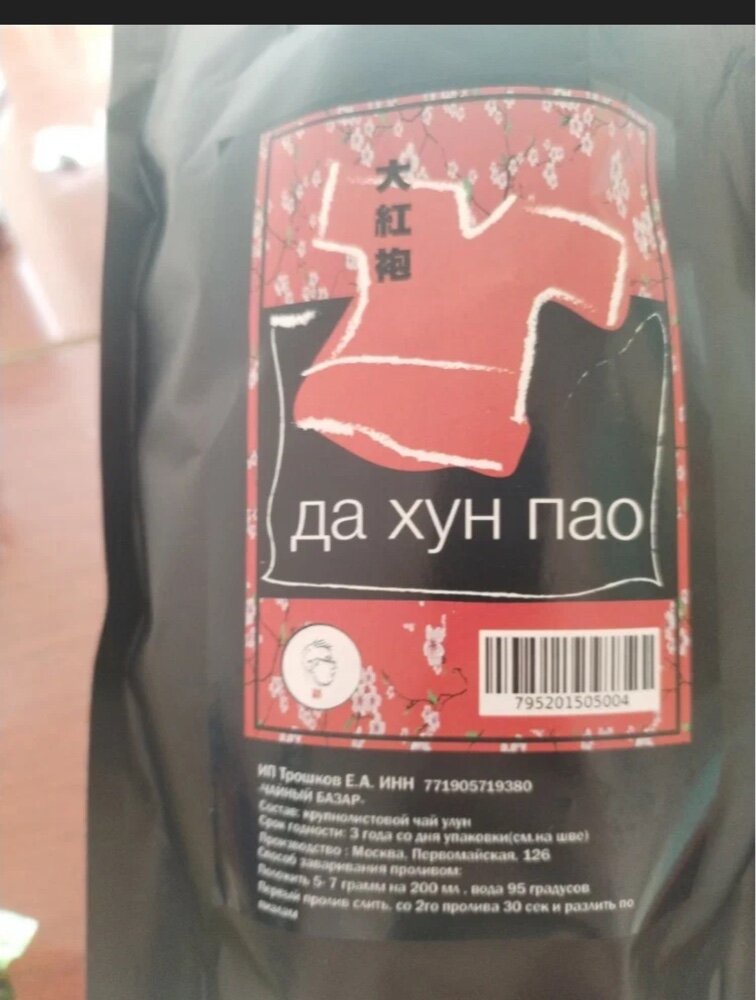 大
紅
袍
да хун пао
795201505004
ИП Трошков Е.А. ИНН 771905719380
ЧАЙНЫЙ БАЗАР-
Состав: крупнолистовой чай улун
Срок годности: 3 года со дня упаковки(см.на шве)
Производство : Москва. Первомайская. 126
Способ заваривания проливом:
Положить 5- 7 грамм на 200 мл , вода 95 градусов
Первый пролив слить. со 2го пролива 30 сек и разлить по
пиалам